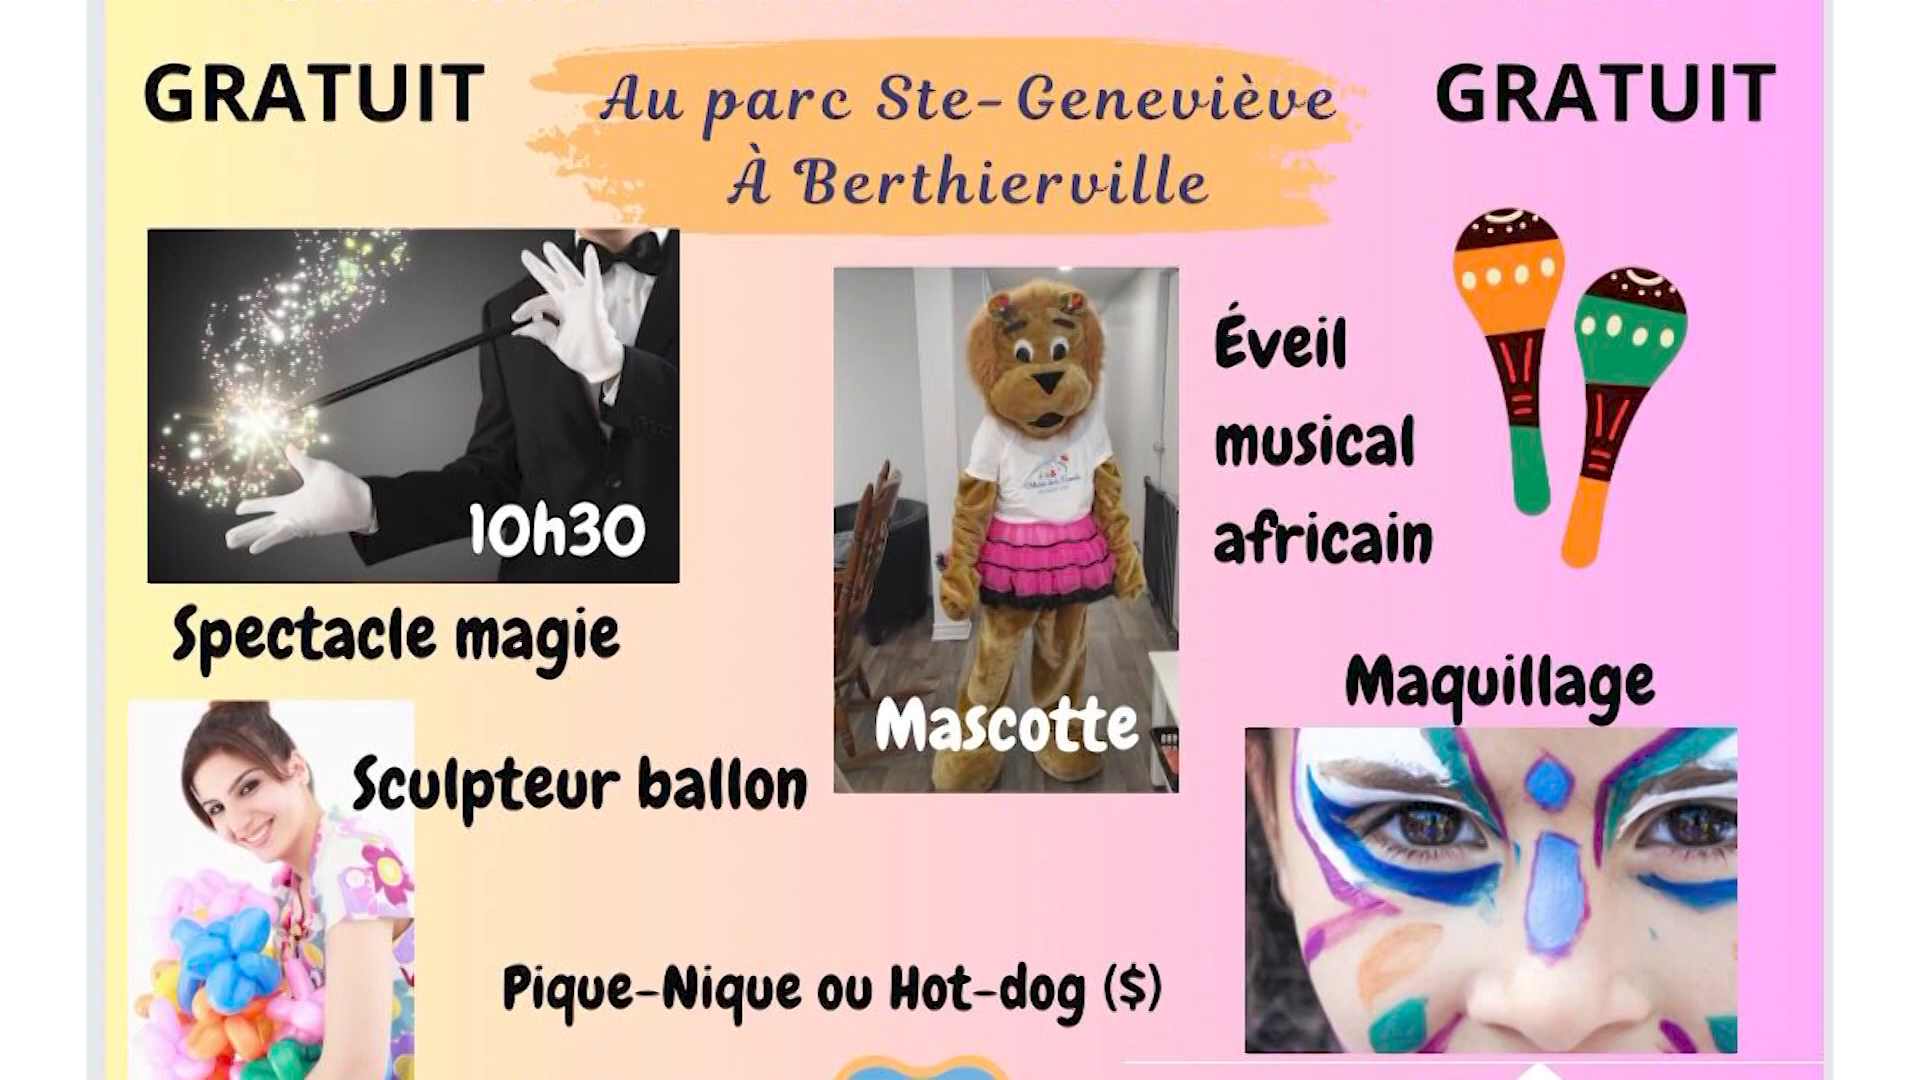 GRATUIT
Au parc Ste-Geneviève
À Berthierville
GRATUIT
10h30
Spectacle magie
Mascotte
Éveil
musical
africain
Maquillage
Sculpteur ballon
Pique-Nique ou Hot-dog ($)